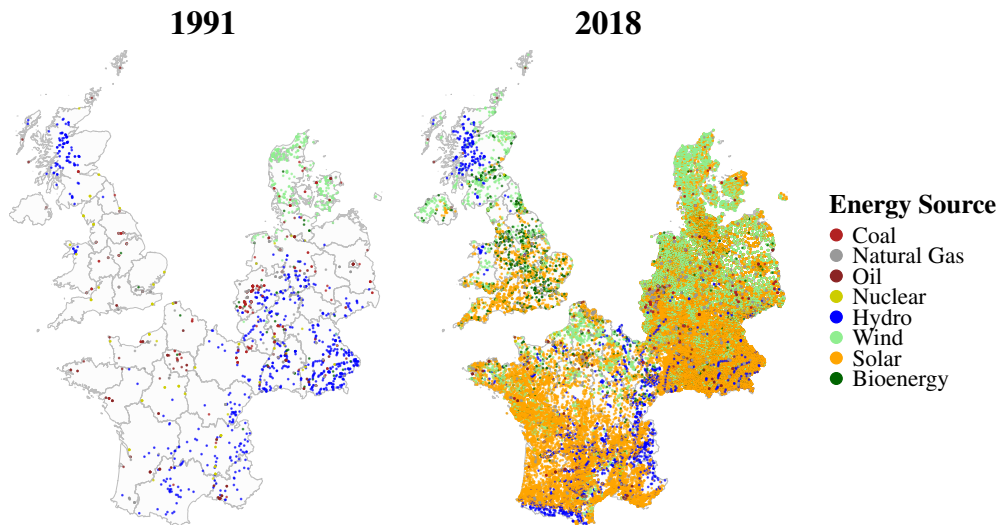 1991
2018
Energy Source
Coal
Natural Gas
Oil
Nuclear
Hydro
Wind
Solar
Bioenergy